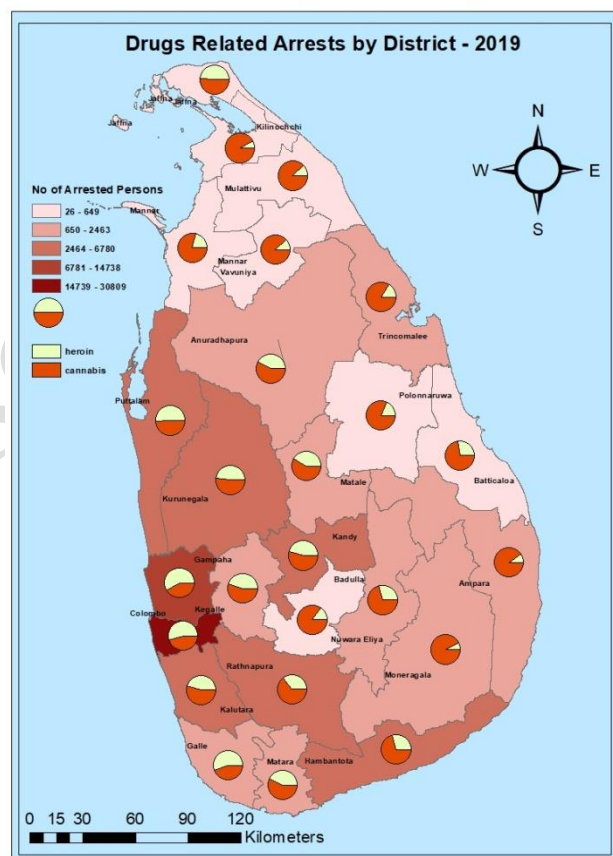 Drugs Related Arrests by District - 2019
N
W
E
S
Jaffna
Jaffna
Jaffna
Kilinochchi
Mulattivu
No of Arrested Persons
26 - 649
650 - 2463
2464 - 6780
6781 - 14738
14739 - 30809
heroin
cannabis
Mannar
Mannar
Vavuniya
Anuradhapura
Trincomalee
Puttalam
Polonnaruwa
Batticaloa
Kurunegala
Matale
Kandy
Gampaha
Badulla
Ampara
Colombo
Kegalle
Nuwara Eliya
Moneragala
Rathnapura
Kalutara
Galle
Matara
Hambantota
0 15 30 60 90 120
Kilometers